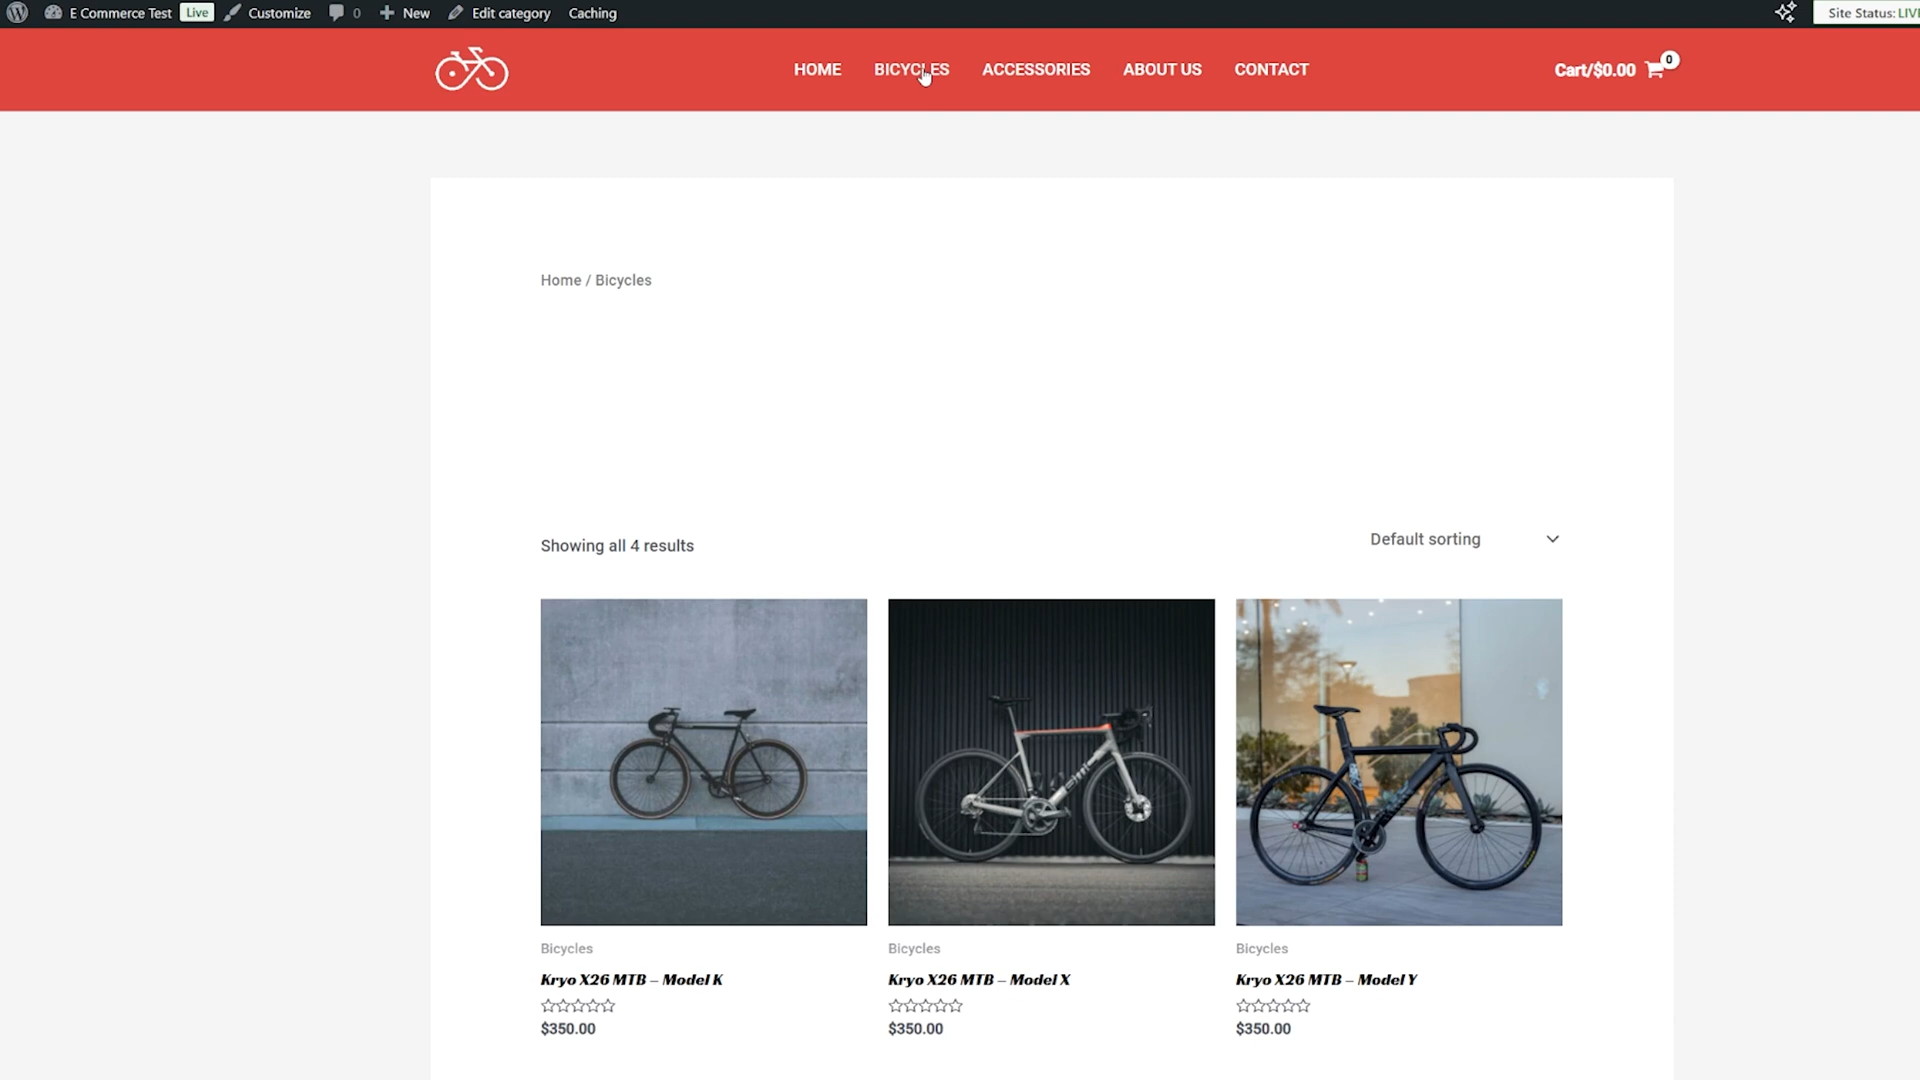 E Commerce Test Live Customize 0 New Edit category Caching Site Status: LIVE
HOME BICYCLES ACCESSORIES ABOUT US CONTACT Cart/$0.00 0
Home / Bicycles
Showing all 4 results Default sorting
Bicycles Bicycles Bicycles
Kryo X26 MTB – Model K Kryo X26 MTB – Model X Kryo X26 MTB – Model Y
$350.00 $350.00 $350.00